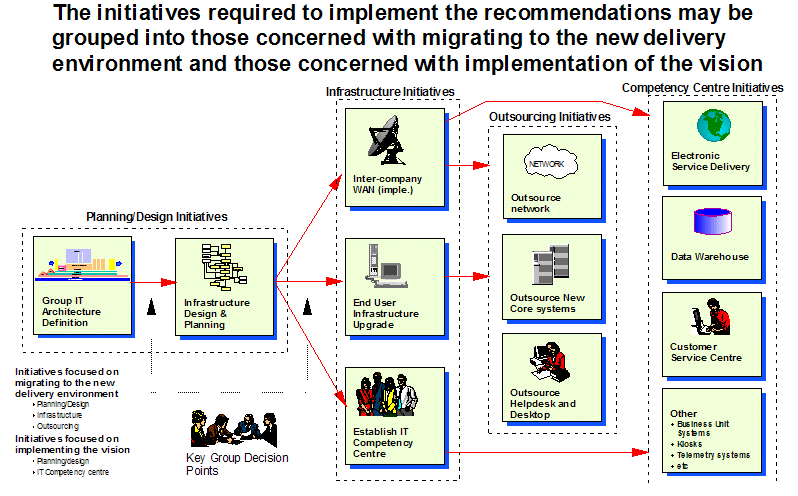 The initiatives required to implement the recommendations may be
grouped into those concerned with migrating to the new delivery
environment and those concerned with implementation of the vision
Planning/Design Initiatives
Group IT
Architecture
Definition
Infrastructure
Design &
Planning
Infrastructure Initiatives
Inter-company
WAN (imple.)
End User
Infrastructure
Upgrade
Establish IT
Competency
Centre
Outsourcing Initiatives
NETWORK
Outsource
network
Outsource New
Core systems
Outsource
Helpdesk and
Desktop
Competency Centre Initiatives
Electronic
Service Delivery
Data Warehouse
Customer
Service Centre
Other
Business Unit
Systems
Kiosks
Telemetry systems
etc
Initiatives focused on
migrating to the new
delivery environment
Planning/Design
Infrastructure
Outsourcing
Initiatives focused on
implementing the vision
Planning/design
IT Competency centre
Key Group Decision
Points